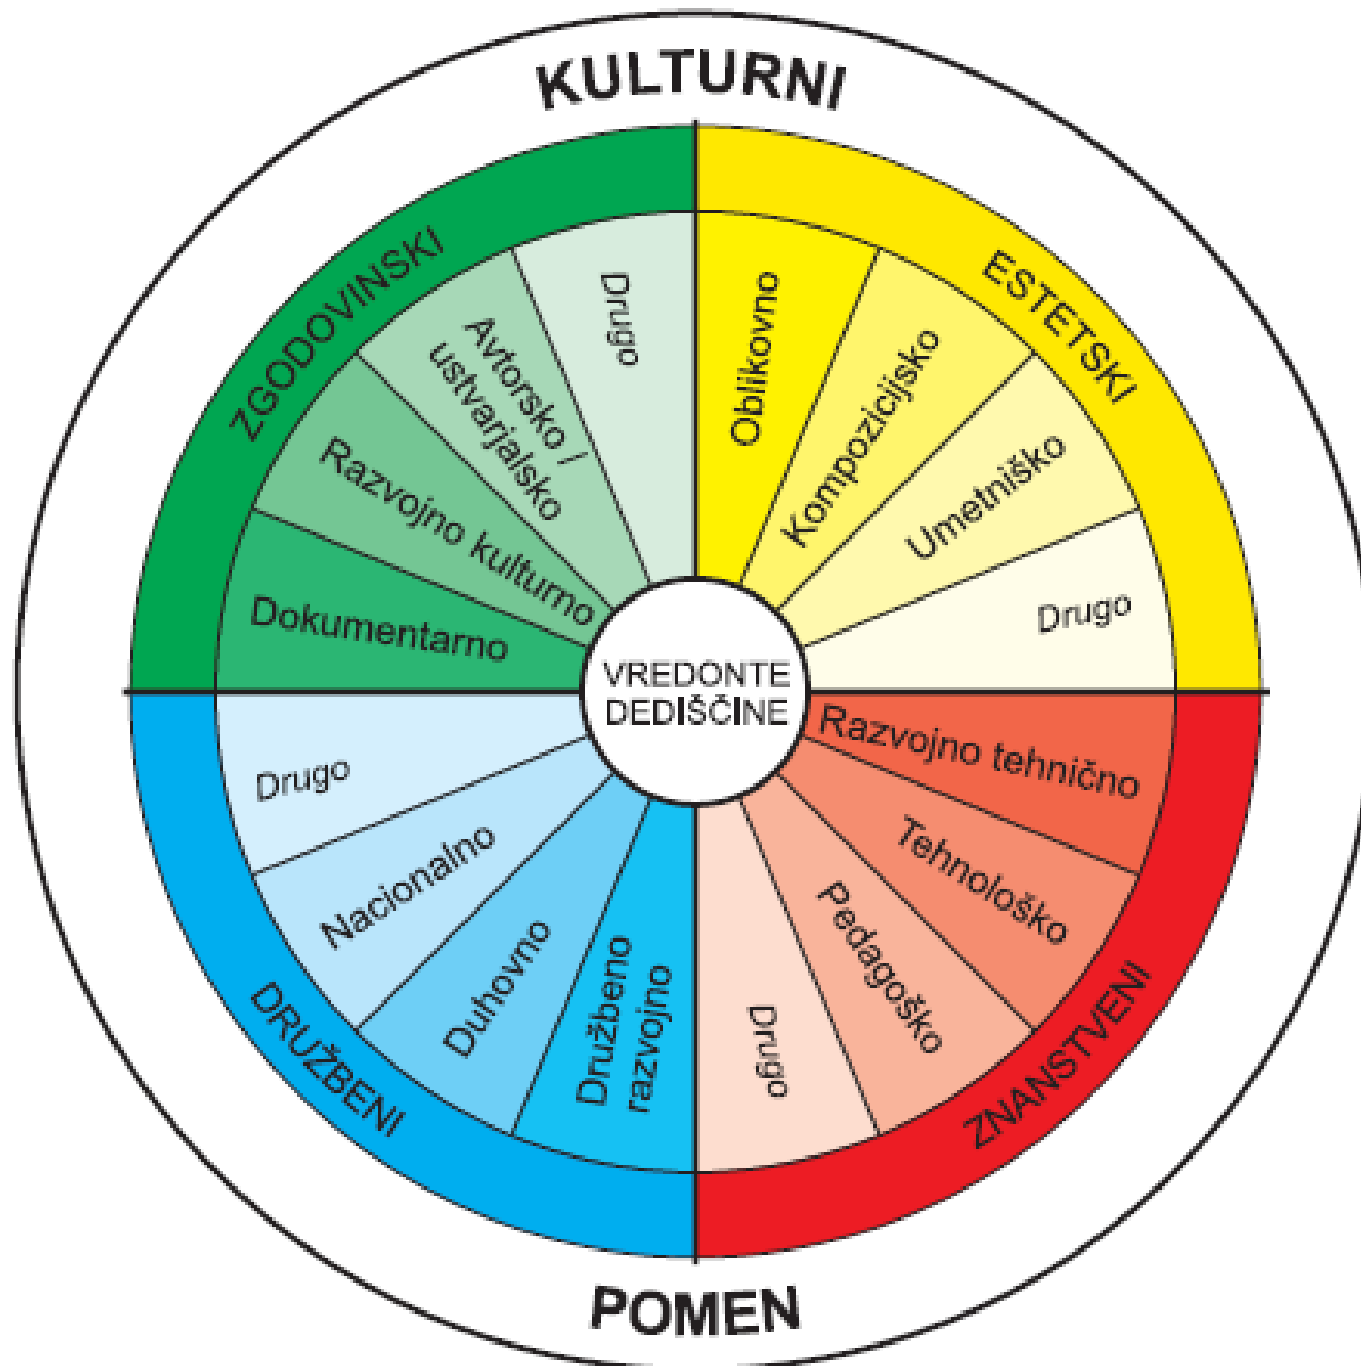 KULTURNI
ZGODOVINSKI
ESTETSKI
Dokumentarno
Razvojno kulturno
Avtorsko /
ustvarjalsko
Drugo
Oblikovno
Kompozicijsko
Umetniško
Drugo
VREDONTE
DEDIŠČINE
Razvojno tehnično
Tehnološko
Pedagoško
Drugo
Družbeno
razvojno
Duhovno
Nacionalno
Drugo
DRUŽBENI
ZNANSTVENI
POMEN